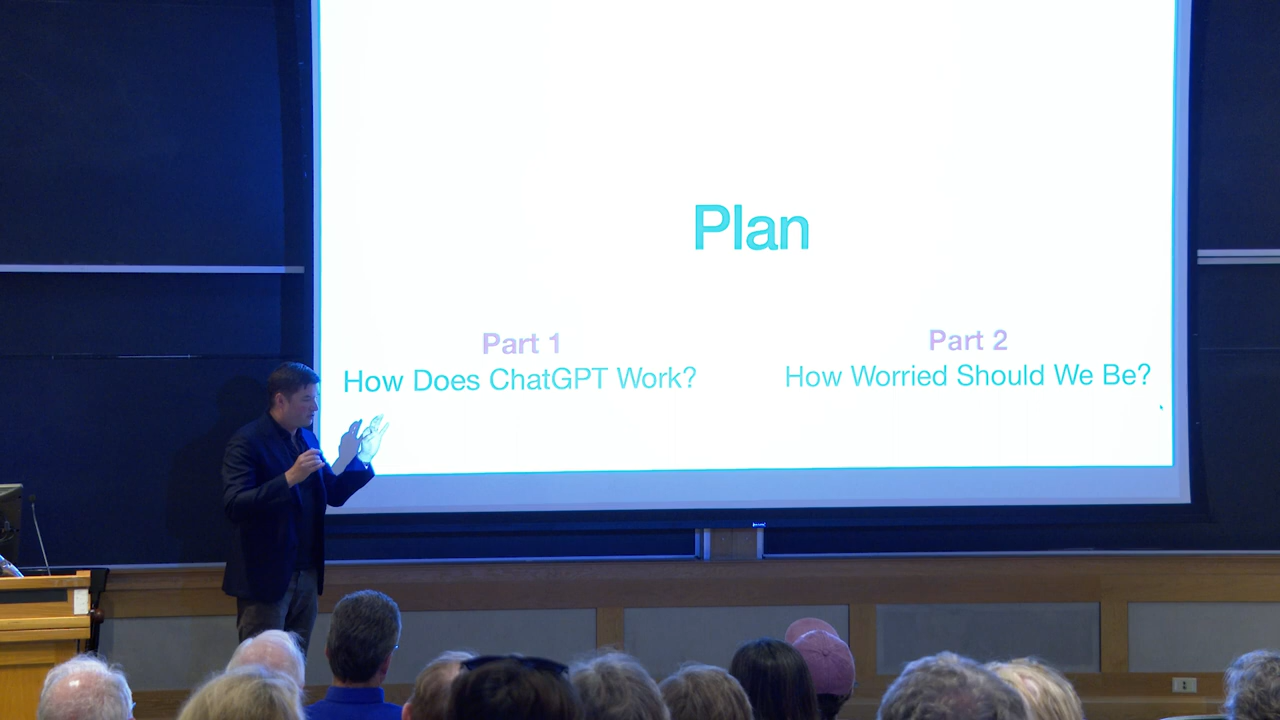 Plan
Part 1
How Does ChatGPT Work?
Part 2
How Worried Should We Be?